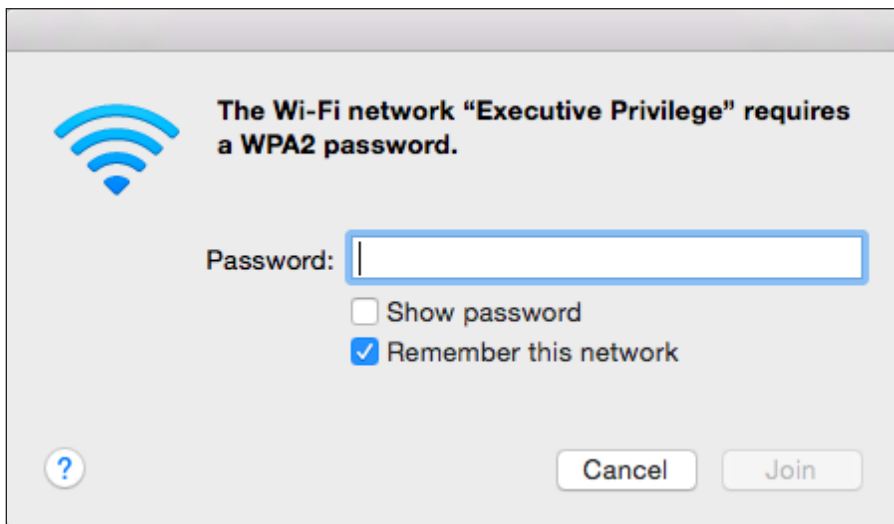 The Wi-Fi network “Executive Privilege” requires
a WPA2 password.
Password:
Show password
Remember this network
?
Cancel
Join